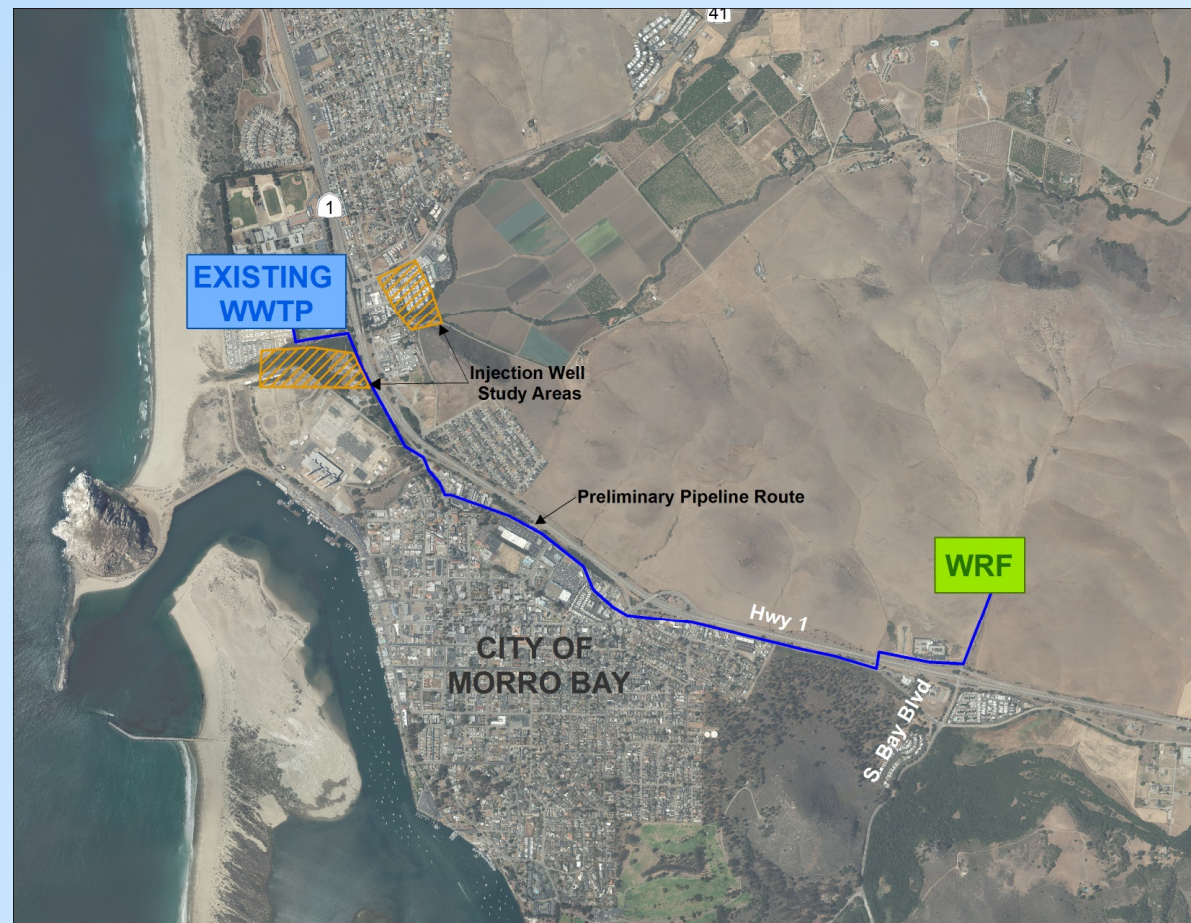 41
1
EXISTING
WWTP
Injection Well
Study Areas
Preliminary Pipeline Route
WRF
Hwy 1
CITY OF
MORRO BAY
S. Bay Blvd